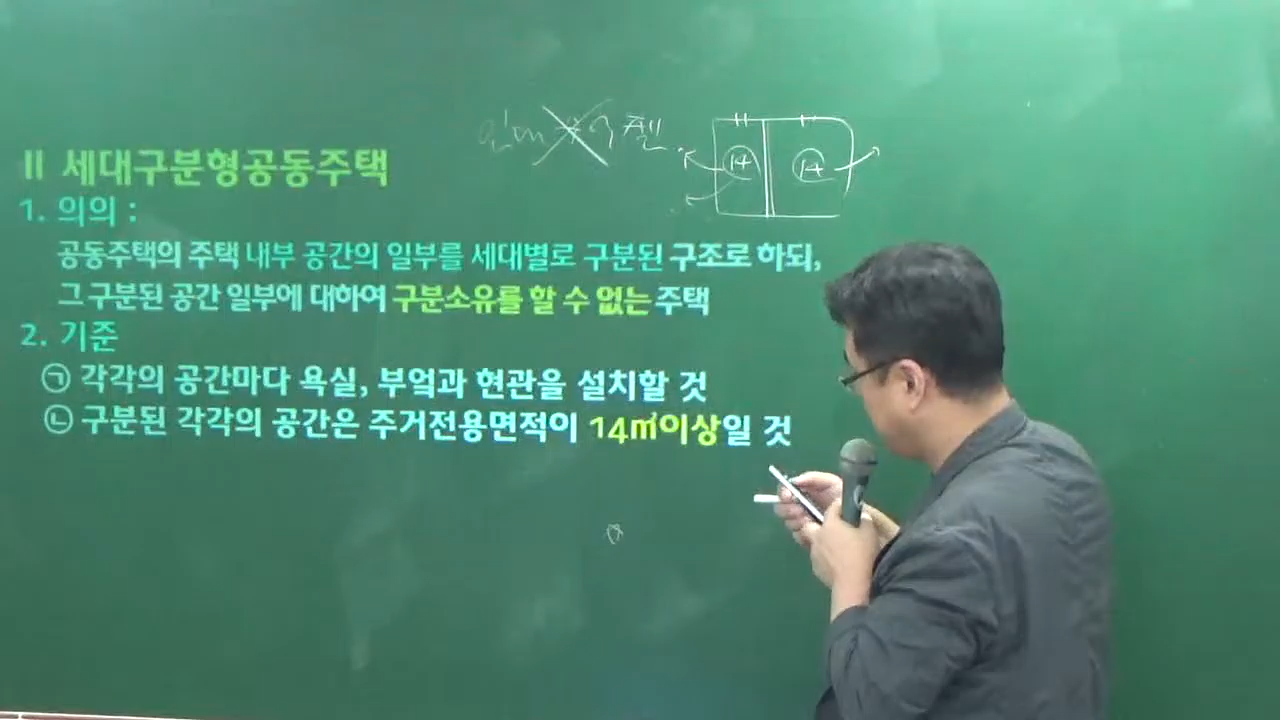 14 14
Ⅱ 세대구분형공동주택
1. 의의 :
공동주택의 주택 내부 공간의 일부를 세대별로 구분된 구조로 하되,
그 구분된 공간 일부에 대하여 구분소유를 할 수 없는 주택
2. 기준
㉠ 각각의 공간마다 욕실, 부엌과 현관을 설치할 것
㉡ 구분된 각각의 공간은 주거전용면적이 14㎡이상일 것